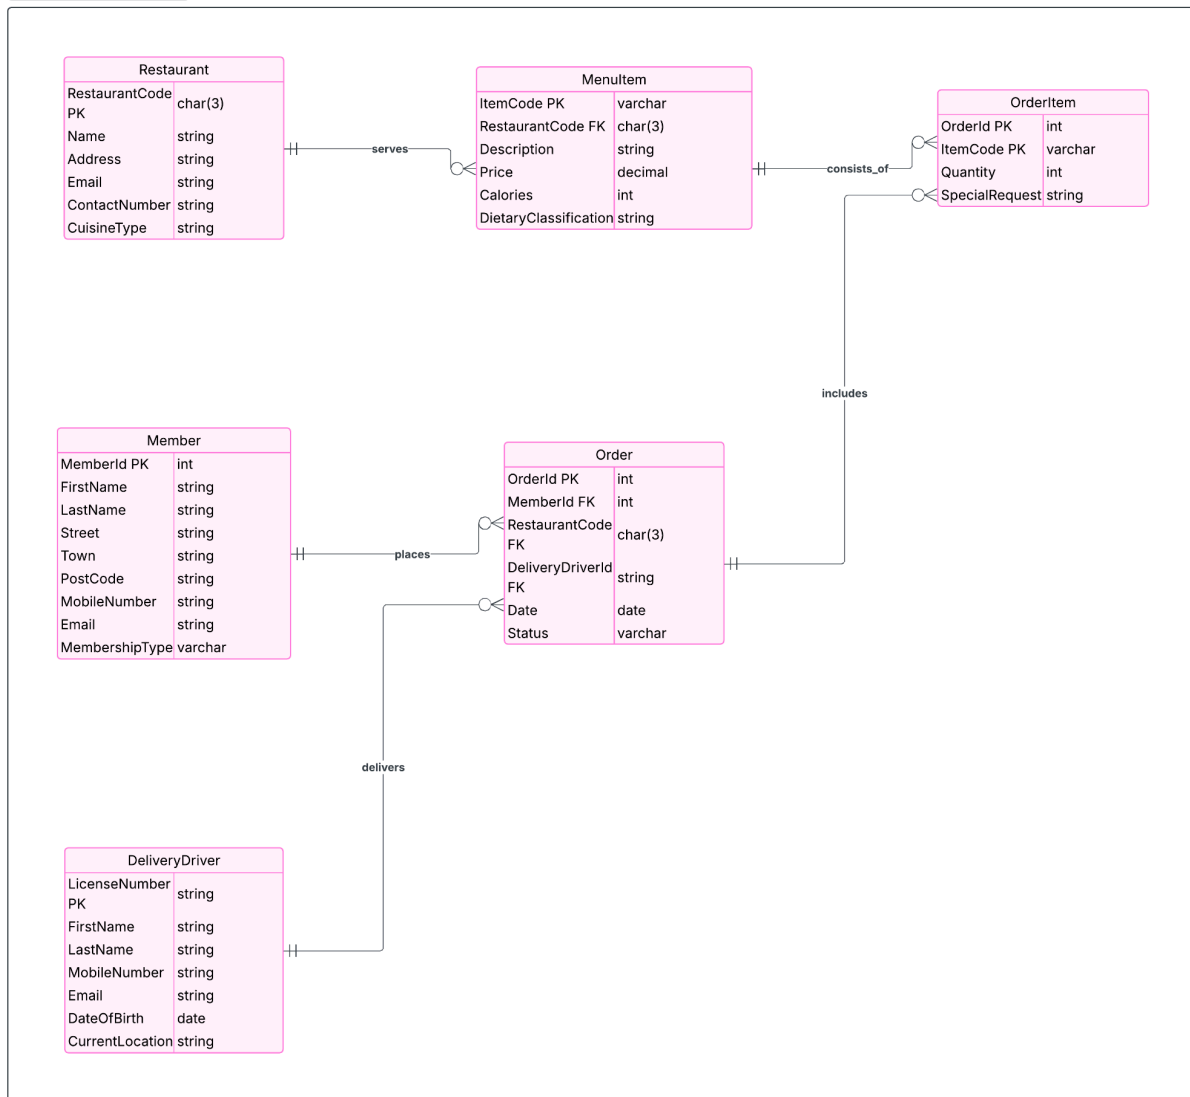 Restaurant
RestaurantCode PK char(3)
Name string
Address string
Email string
ContactNumber string
CuisineType string
serves
MenuItem
ItemCode PK varchar
RestaurantCode FK char(3)
Description string
Price decimal
Calories int
DietaryClassification string
consists_of
OrderItem
OrderId PK int
ItemCode PK varchar
Quantity int
SpecialRequest string
includes
Member
MemberId PK int
FirstName string
LastName string
Street string
Town string
PostCode string
MobileNumber string
Email string
MembershipType varchar
places
Order
OrderId PK int
MemberId FK int
RestaurantCode FK char(3)
DeliveryDriverId FK string
Date date
Status varchar
delivers
DeliveryDriver
LicenseNumber PK string
FirstName string
LastName string
MobileNumber string
Email string
DateOfBirth date
CurrentLocation string